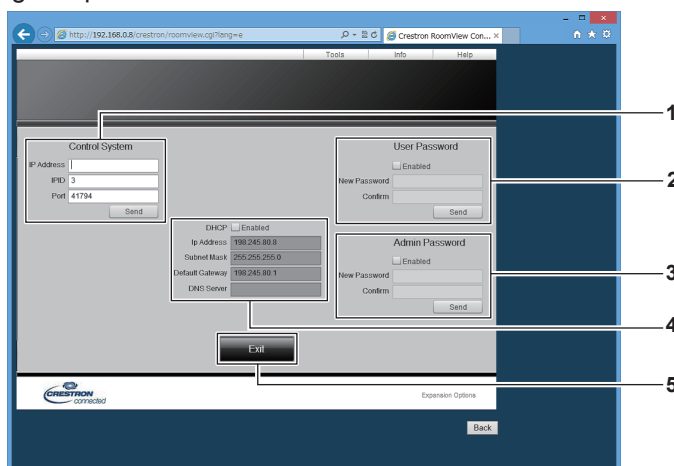 http://192.168.0.8/crestron/roomview.cgi?lang=e
Crestron RoomView Con... ×
Tools Info Help
1
Control System
IP Address
IPID 3
Port 41794
Send
User Password
Enabled
New Password
Confirm
Send
2
DHCP Enabled
Ip Address 198.245.80.8
Subnet Mask 255.255.255.0
Default Gateway 198.245.80.1
DNS Server
Admin Password
Enabled
New Password
Confirm
Send
3
4
Exit
5
CRESTRON
connected
Expansion Options
Back